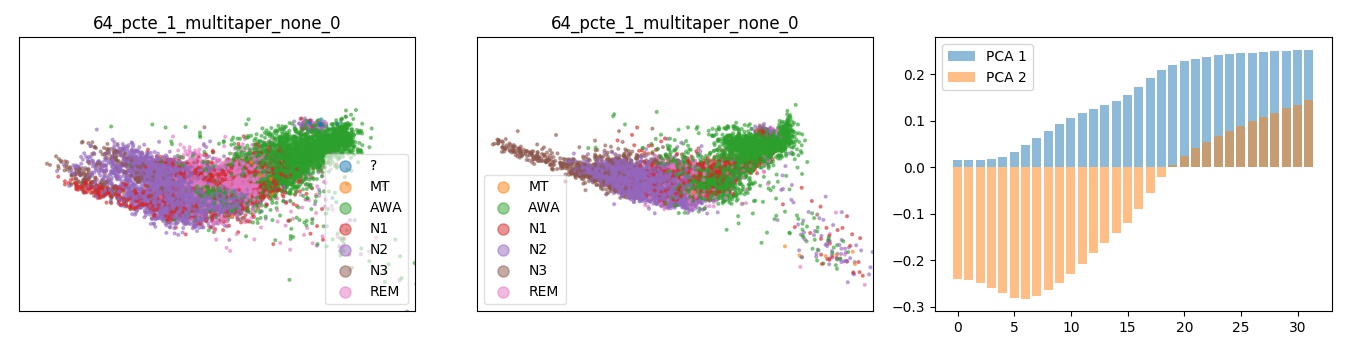 64_pcte_1_multitaper_none_0
?
MT
AWA
N1
N2
N3
REM
64_pcte_1_multitaper_none_0
MT
AWA
N1
N2
N3
REM
PCA 1
PCA 2
0.2
0.1
0.0
−0.1
−0.2
−0.3
0 5 10 15 20 25 30